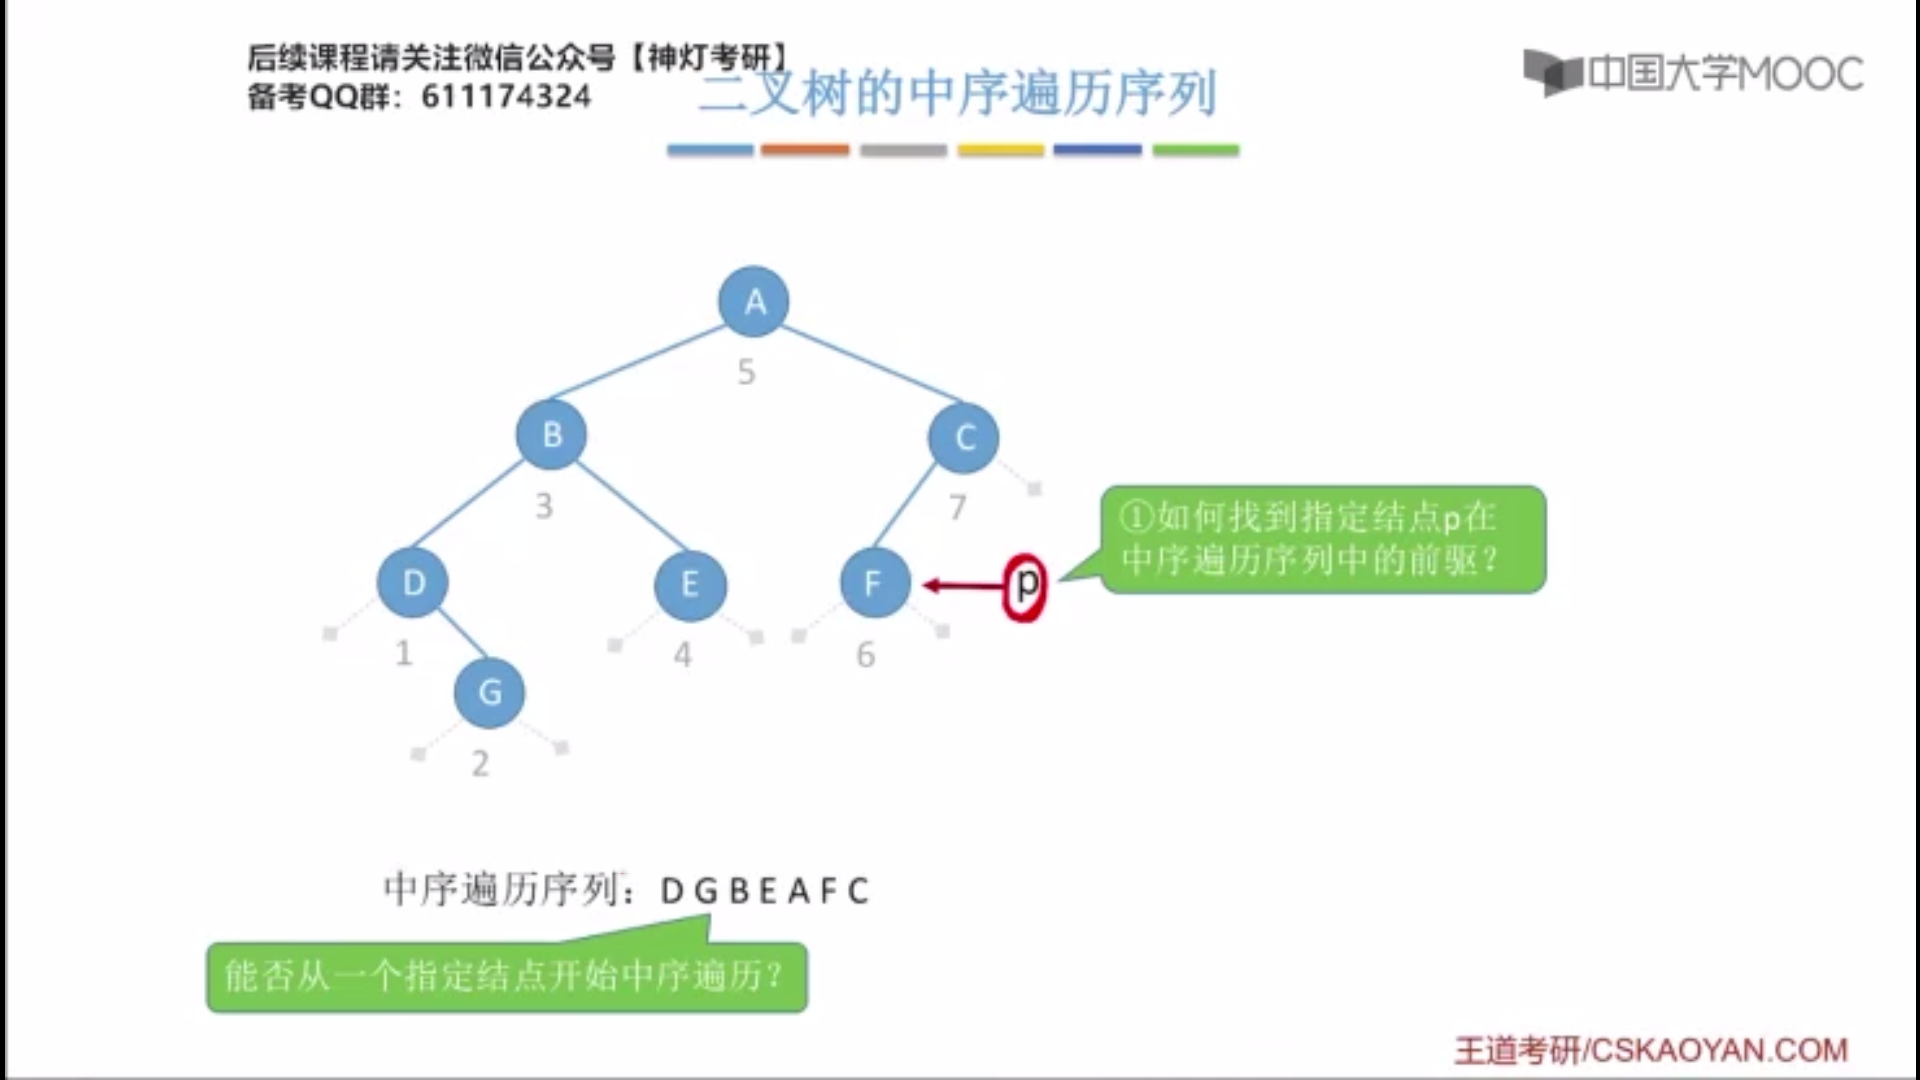 后续课程请关注微信公众号【神灯考研】
备考QQ群：611174324
中国大学MOOC
二叉树的中序遍历序列
A
5
B
C
3
7
①如何找到指定结点p在
中序遍历序列中的前驱？
D
E
F
p
1
4
6
G
2
中序遍历序列：D G B E A F C
能否从一个指定结点开始中序遍历？
王道考研/CSKAOYAN.COM